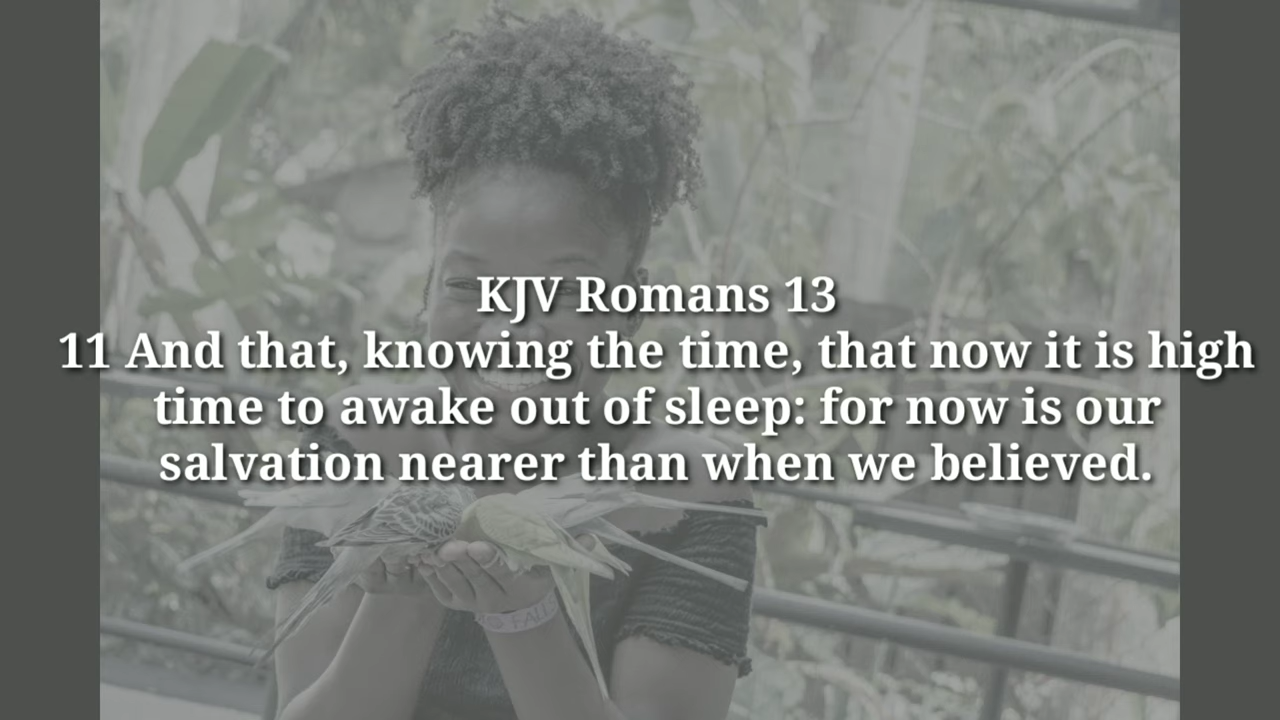 KJV Romans 13
11 And that, knowing the time, that now it is high
time to awake out of sleep: for now is our
salvation nearer than when we believed.